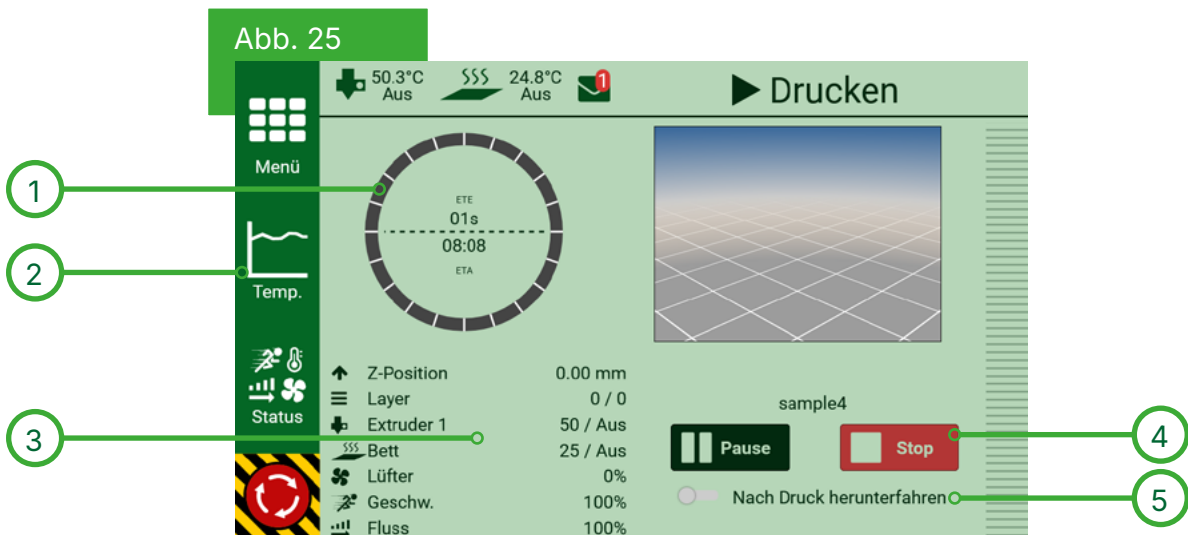 Abb. 25
50.3°C
Aus
24.8°C
Aus
1
Drucken
Menü
Temp.
Status
1
2
3
ETE
01s
08:08
ETA
Z-Position 0.00 mm
Layer 0 / 0
Extruder 1 50 / Aus
Bett 25 / Aus
Lüfter 0%
Geschw. 100%
Fluss 100%
sample4
Pause
Stop
Nach Druck herunterfahren
4
5